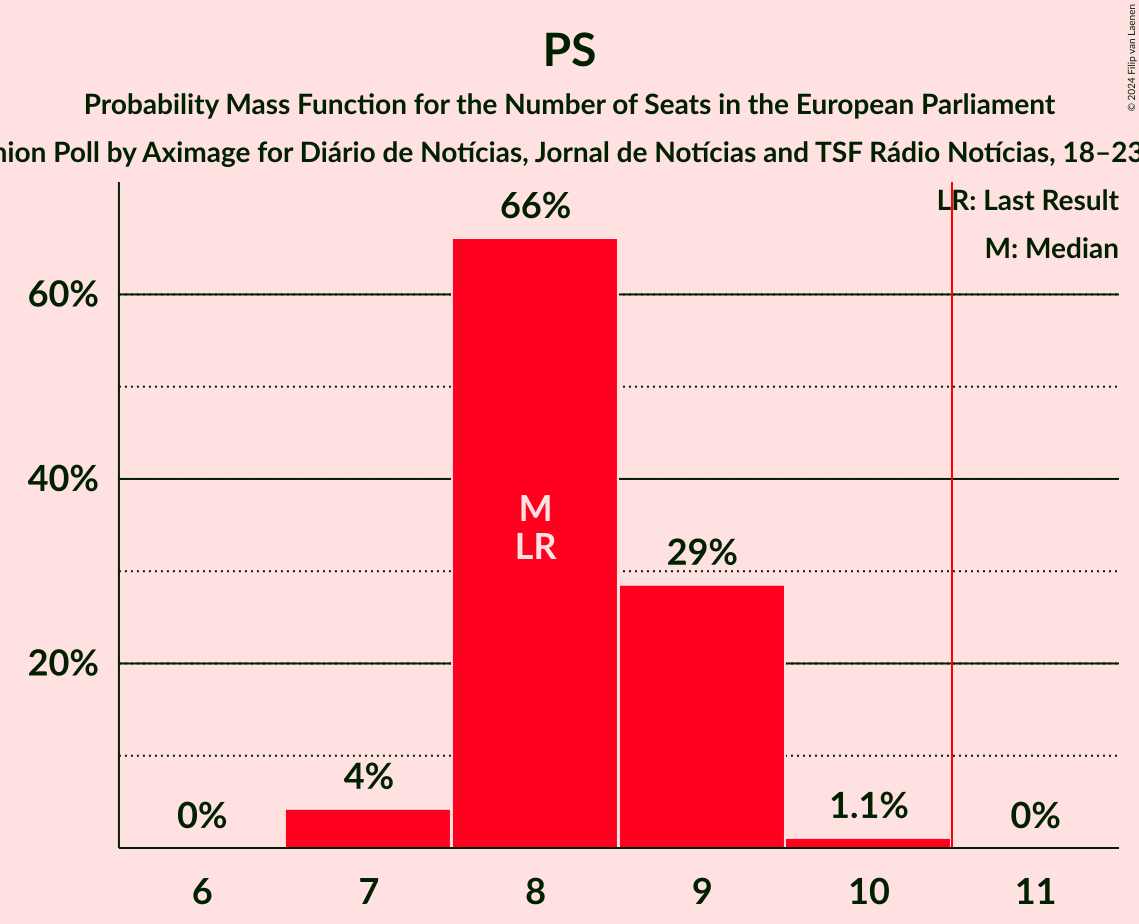 PS
Probability Mass Function for the Number of Seats in the European Parliament
nion Poll by Aximage for Diário de Notícias, Jornal de Notícias and TSF Rádio Notícias, 18–23
© 2024 Filip van Laenen
LR: Last Result
M: Median
66%
60%
40%
20%
M
LR
29%
4%
1.1%
0%
0%
6 7 8 9 10 11